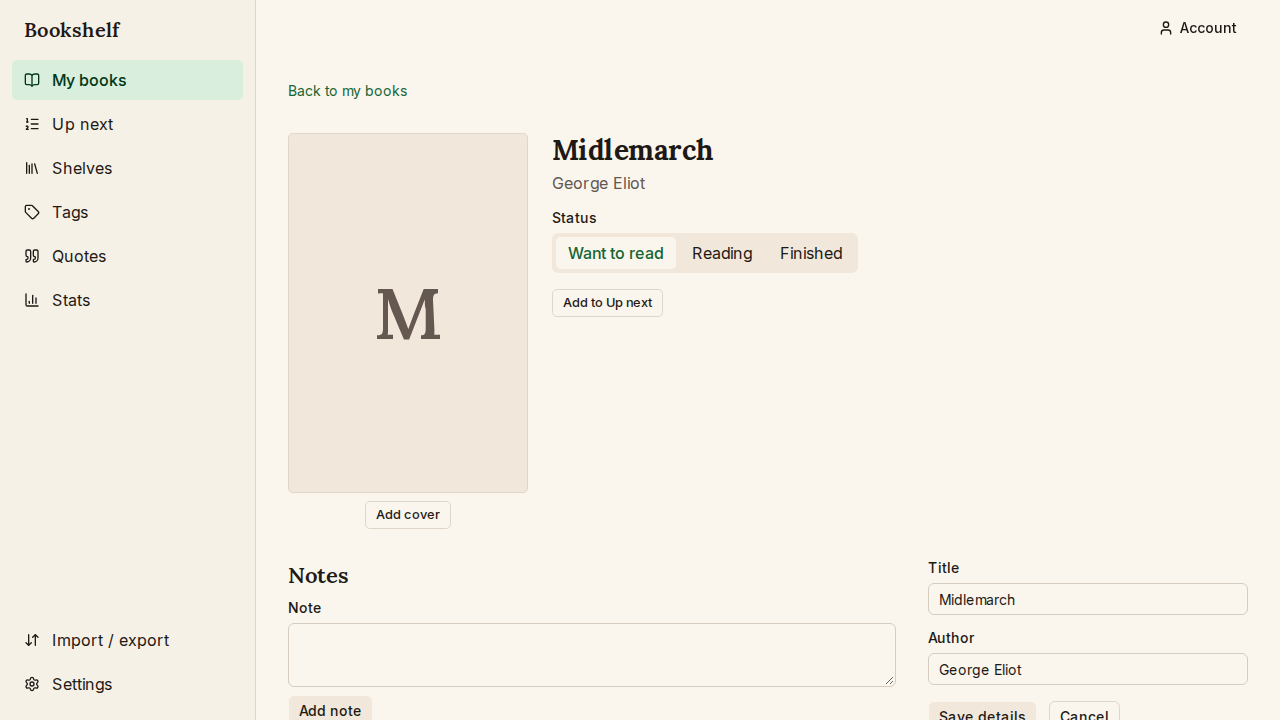 Bookshelf
My books
Up next
Shelves
Tags
Quotes
Stats
Import / export
Settings
Account
Back to my books
M
Add cover
Midlemarch
George Eliot
Status
Want to read Reading Finished
Add to Up next
Notes
Note
Add note
Title
Midlemarch
Author
George Eliot
Save details Cancel